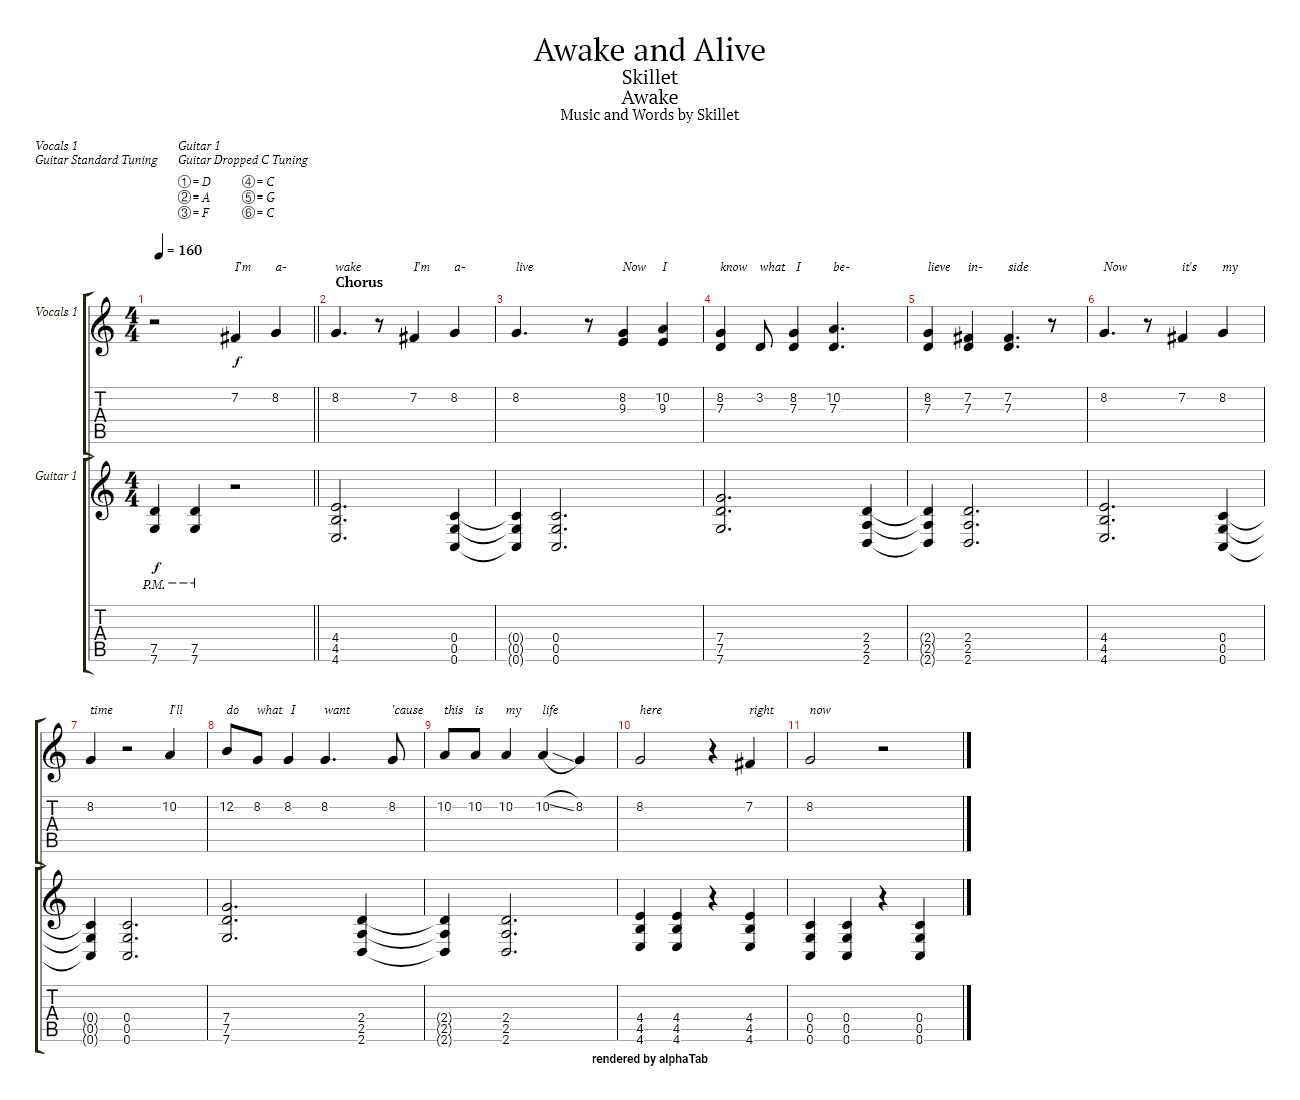 Awake and Alive
Skillet
Awake
Music and Words by Skillet
Vocals 1 Guitar 1
Guitar Standard Tuning Guitar Dropped C Tuning
① = D ④ = C
② = A ⑤ = G
③ = F ⑥ = C
= 160
I'm a- wake I'm a- live Now I know what I be- lieve in- side Now it's my
Chorus
1 2 3 4 5 6
Vocals 1
4
4
f
T 7 8 8 7 8 8 8 10 8 3 8 10 8 7 7 8 7 8
A 9 9 7 7 7 7 7 7
B
Guitar 1
4
4
f
P.M.
T
A 4 0 (0) 0 7 2 (2) 2 4 0
B 7 7 4 0 (0) 0 7 2 (2) 2 4 0
7 7 4 0 (0) 0 7 2 (2) 2 4 0
time I'll do what I want 'cause this is my life here right now
7 8 9 10 11
T 8 10 12 8 8 8 8 10 10 10 10 8 8 7 8
A
B
T
A (0) 0 7 2 (2) 2 4 4 4 0 0 0
B (0) 0 7 2 (2) 2 4 4 4 0 0 0
(0) 0 7 2 (2) 2 4 4 4 0 0 0
rendered by alphaTab